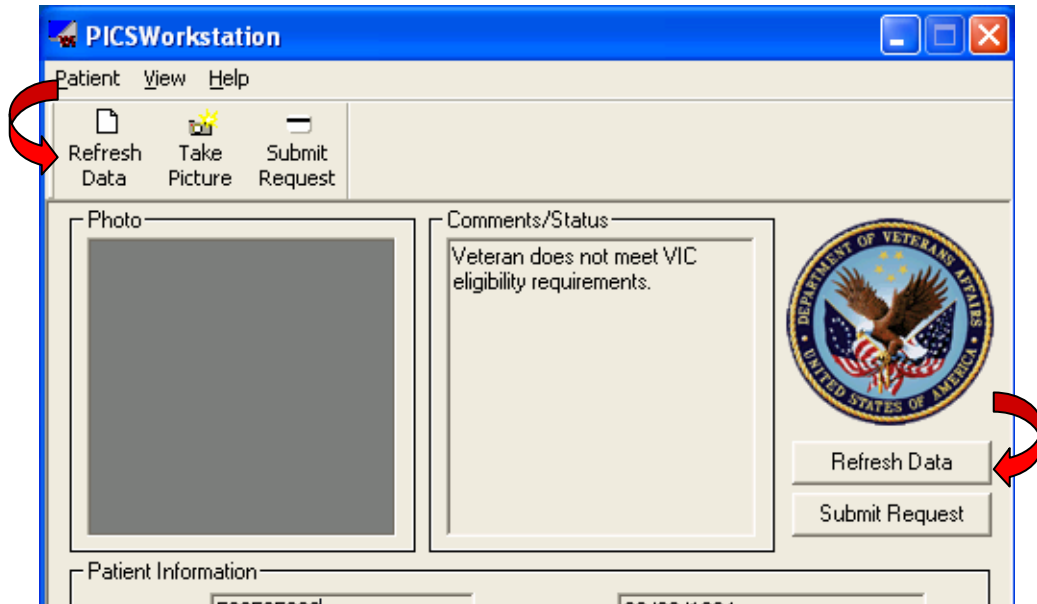 PICSWorkstation
Patient View Help
Refresh Data
Take Picture
Submit Request
Photo
Comments/Status
Veteran does not meet VIC
eligibility requirements.
DEPARTMENT OF VETERANS AFFAIRS
UNITED STATES OF AMERICA
Refresh Data
Submit Request
Patient Information